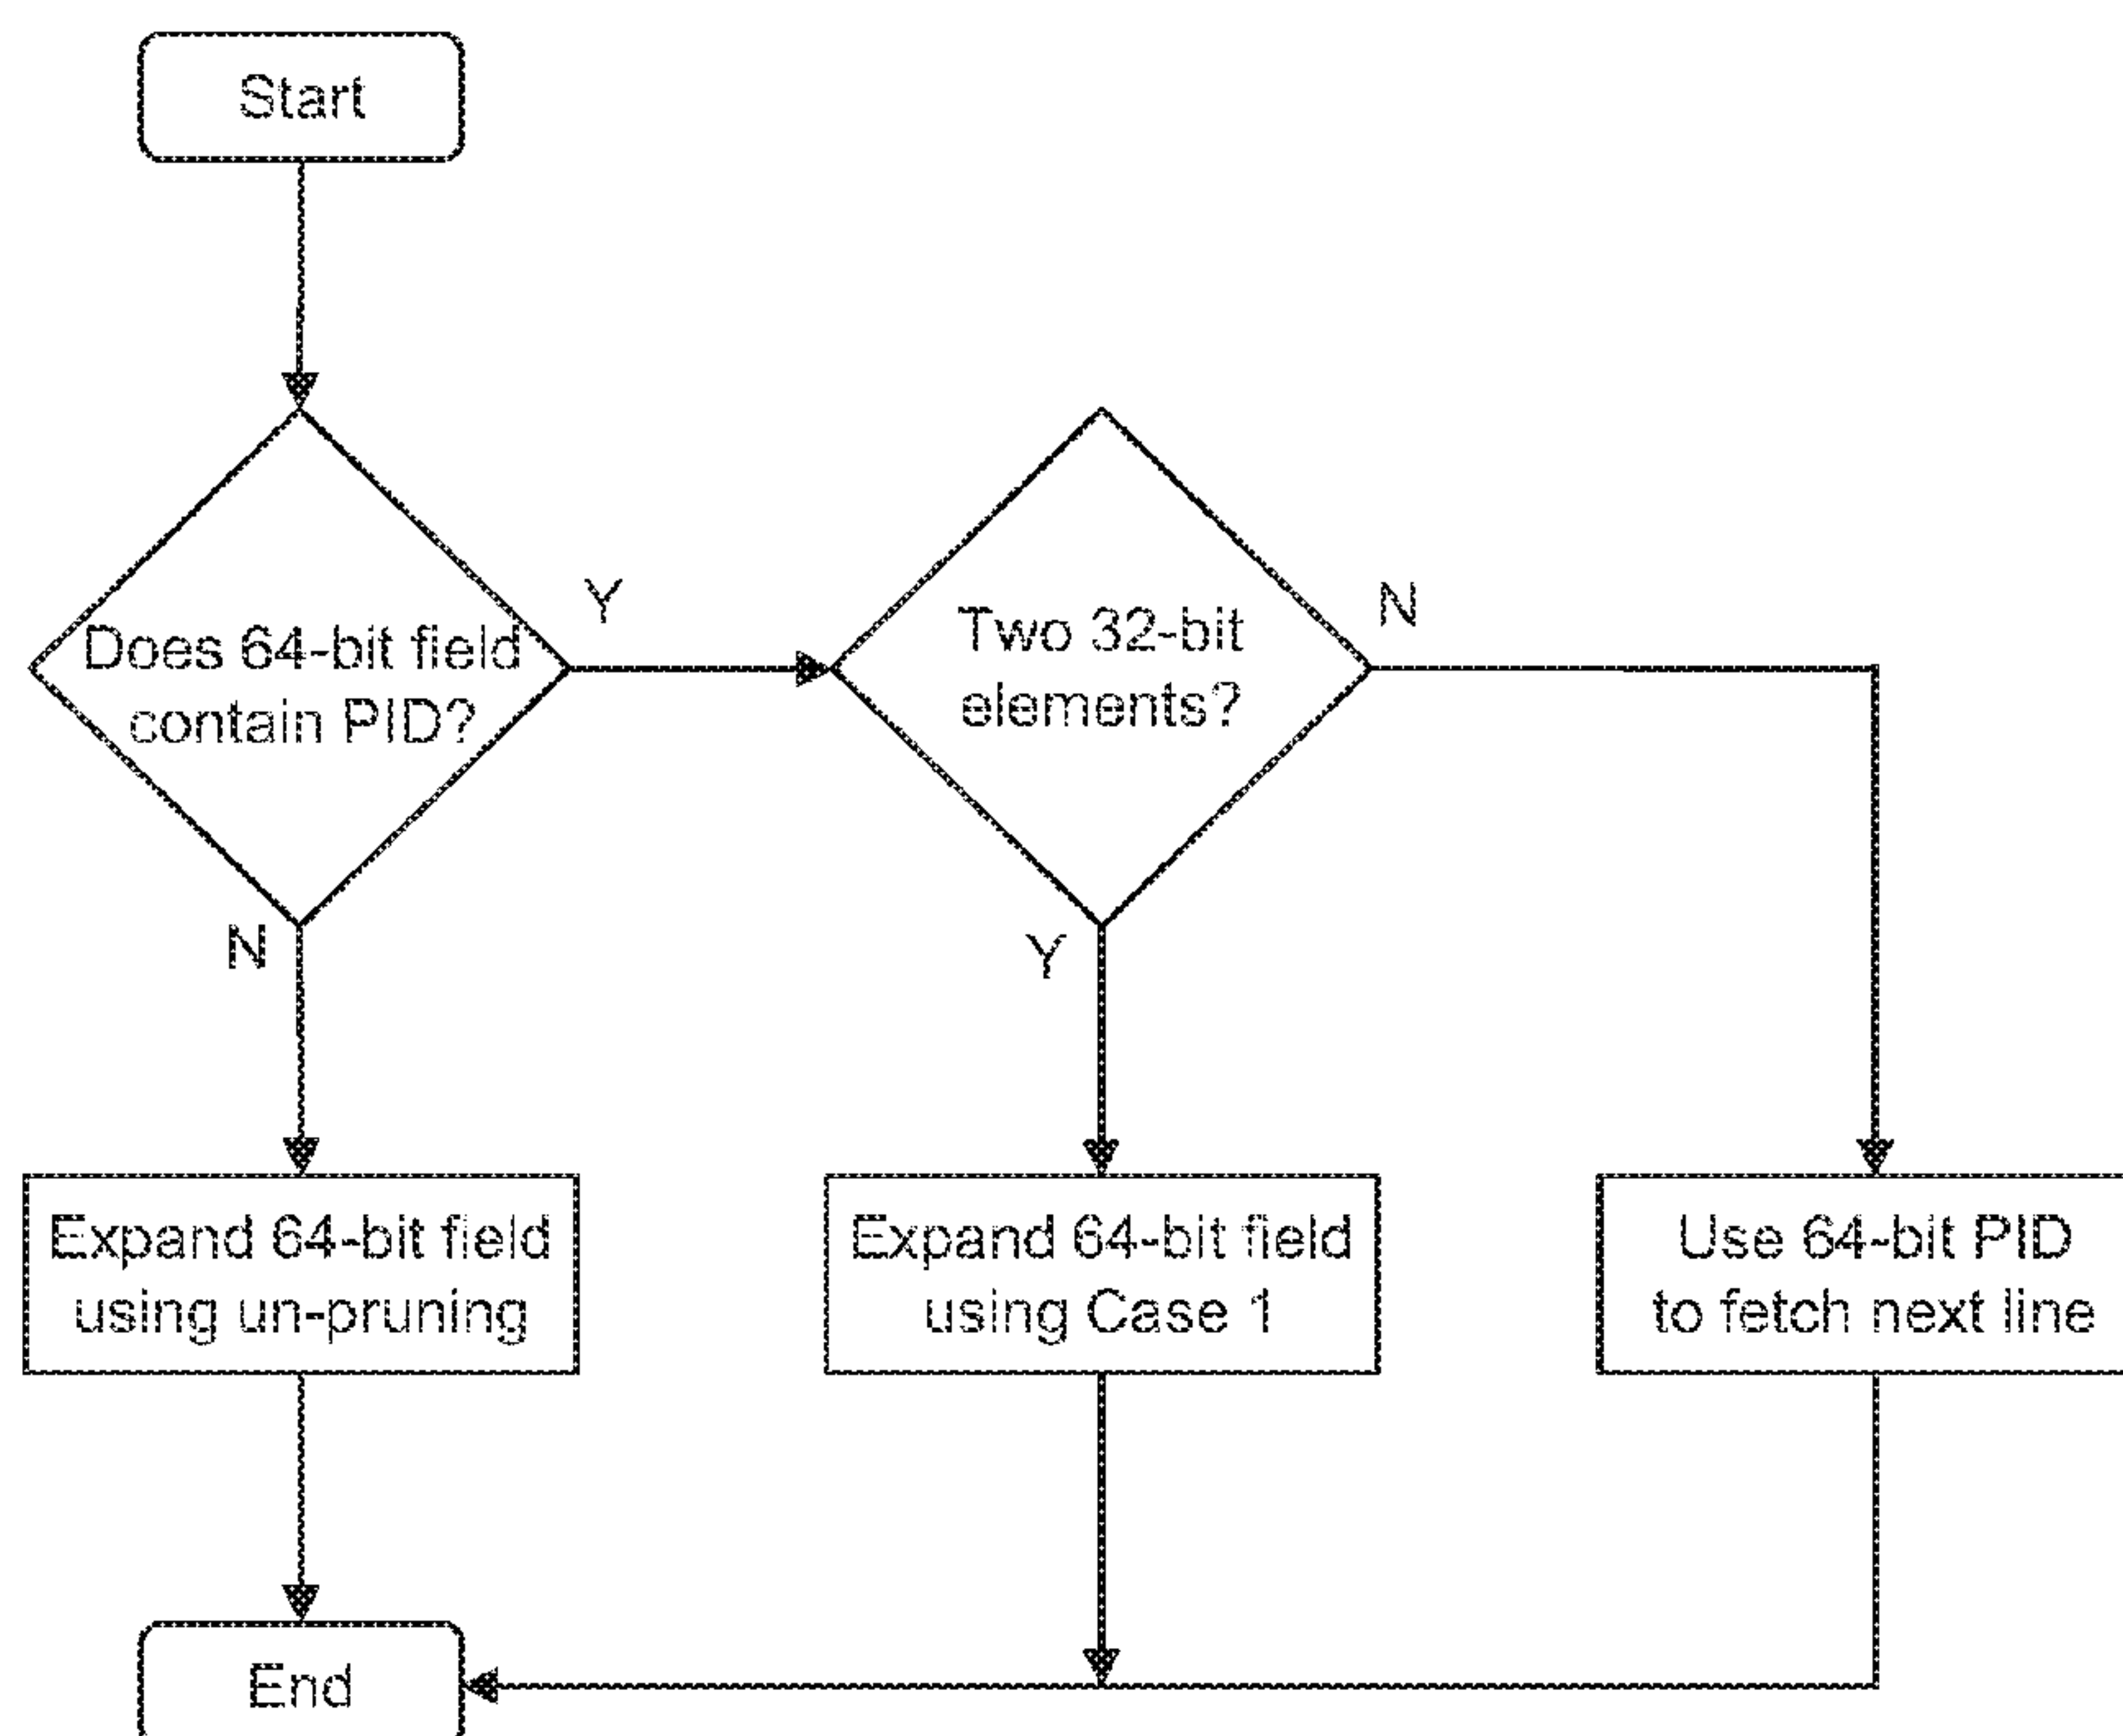 Start
Does 64-bit field
contain PID?
Y
Two 32-bit
elements?
N
N
Y
Expand 64-bit field
using un-pruning
Expand 64-bit field
using Case 1
Use 64-bit PID
to fetch next line
End